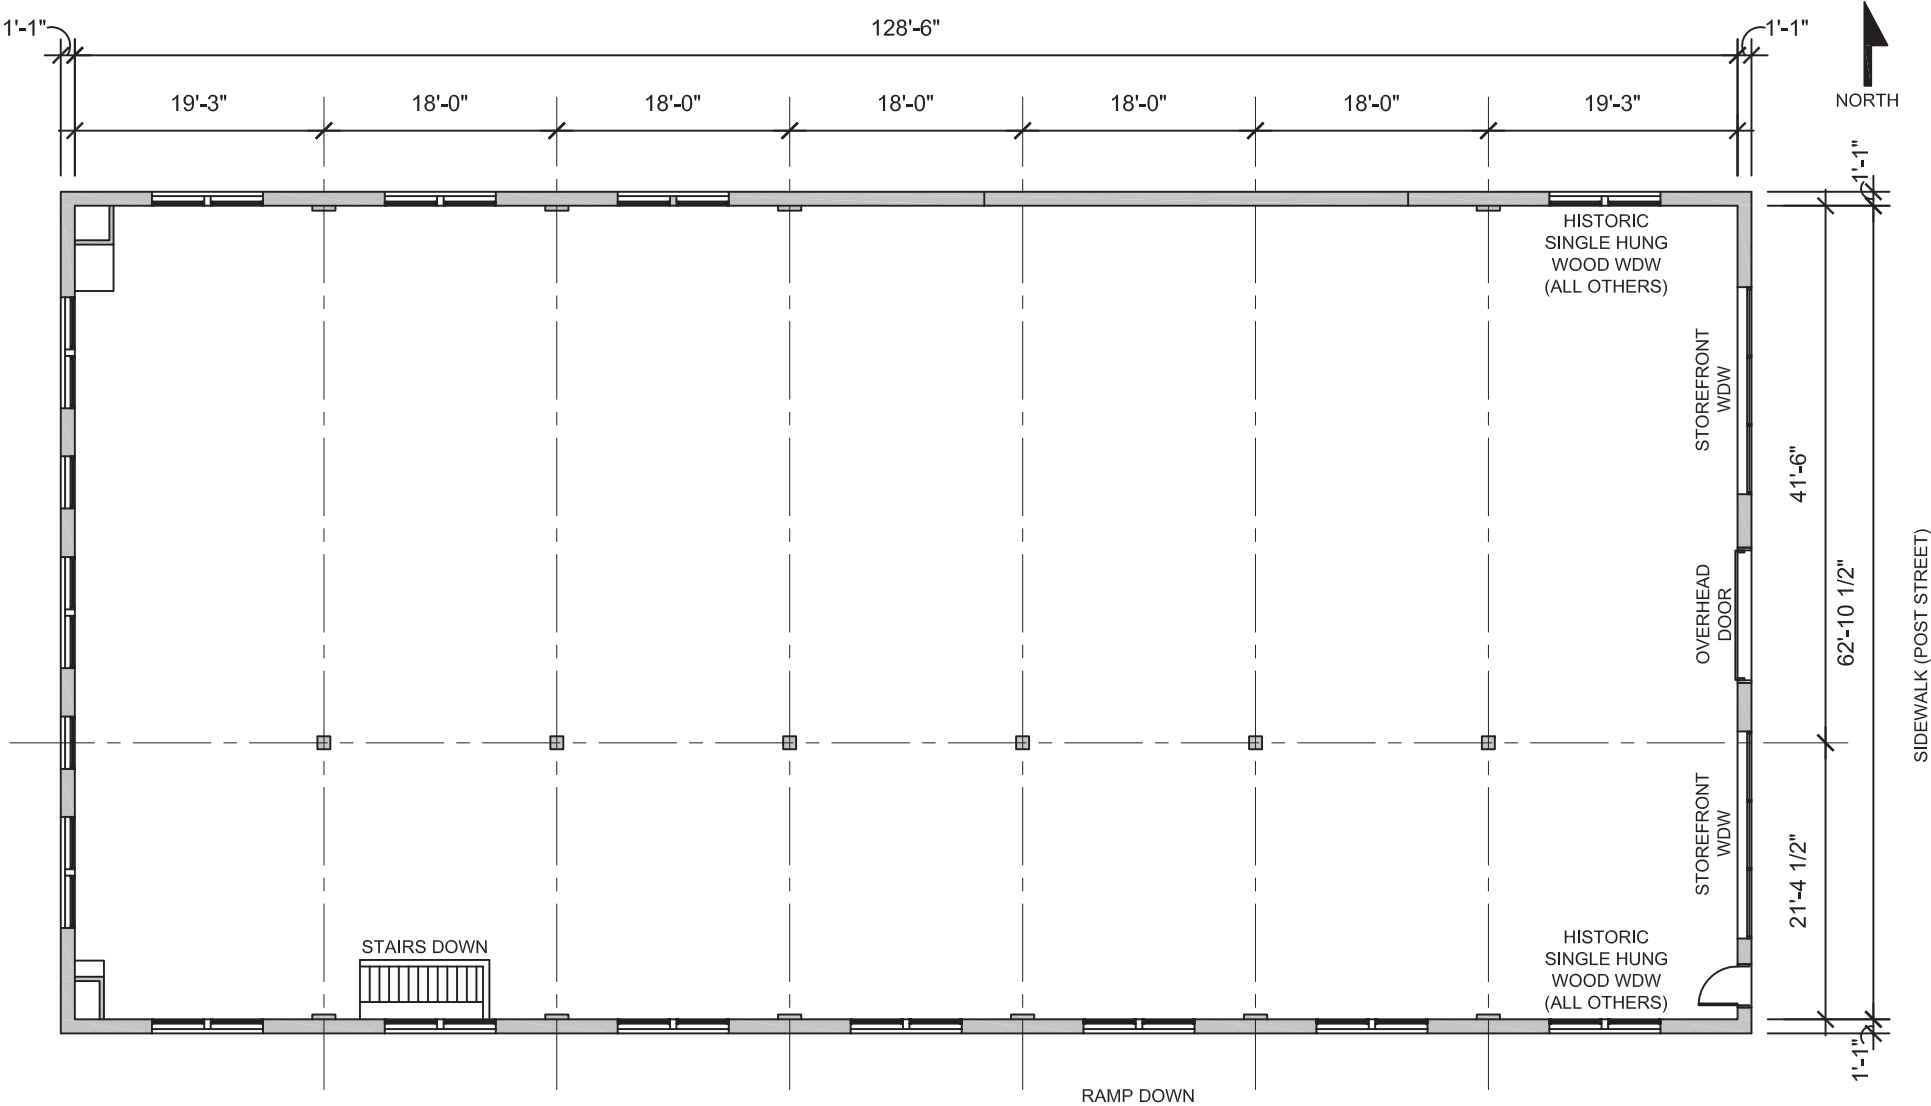 1'-1"
128'-6"
1'-1"
19'-3"
18'-0"
18'-0"
18'-0"
18'-0"
18'-0"
19'-3"
NORTH
1'-1"
HISTORIC
SINGLE HUNG
WOOD WDW
(ALL OTHERS)
STOREFRONT
WDW
41'-6"
OVERHEAD
DOOR
62'-10 1/2"
SIDEWALK (POST STREET)
STOREFRONT
WDW
21'-4 1/2"
STAIRS DOWN
HISTORIC
SINGLE HUNG
WOOD WDW
(ALL OTHERS)
1'-1"
RAMP DOWN